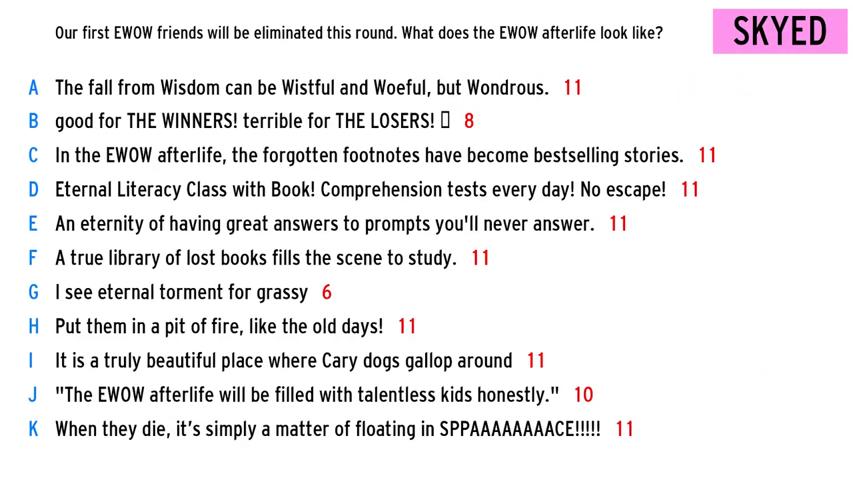 Our first EWOW friends will be eliminated this round. What does the EWOW afterlife look like?
SKYED
A The fall from Wisdom can be Wistful and Woeful, but Wondrous. 11
B good for THE WINNERS! terrible for THE LOSERS! ▯ 8
C In the EWOW afterlife, the forgotten footnotes have become bestselling stories. 11
D Eternal Literacy Class with Book! Comprehension tests every day! No escape! 11
E An eternity of having great answers to prompts you'll never answer. 11
F A true library of lost books fills the scene to study. 11
G I see eternal torment for grassy 6
H Put them in a pit of fire, like the old days! 11
I It is a truly beautiful place where Cary dogs gallop around 11
J "The EWOW afterlife will be filled with talentless kids honestly." 10
K When they die, it’s simply a matter of floating in SPPAAAAAAAACE!!!!! 11